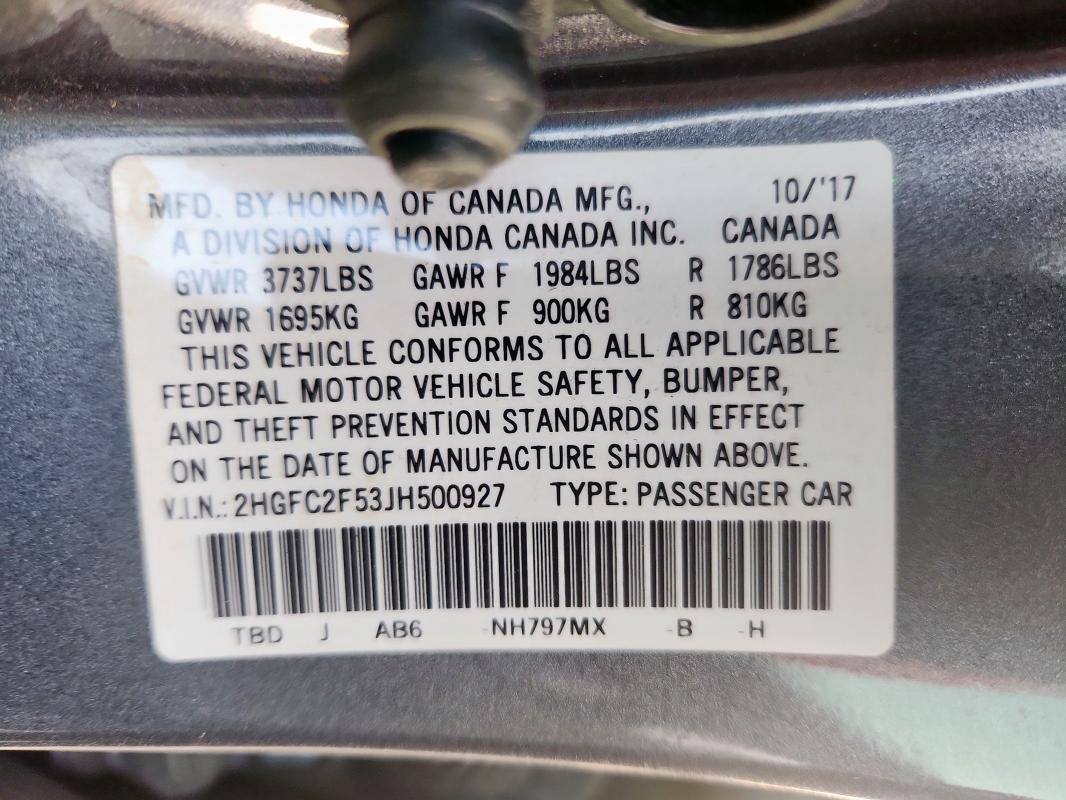 MFD. BY HONDA OF CANADA MFG., 10/'17
A DIVISION OF HONDA CANADA INC. CANADA
GVWR 3737LBS GAWR F 1984LBS R 1786LBS
GVWR 1695KG GAWR F 900KG R 810KG
THIS VEHICLE CONFORMS TO ALL APPLICABLE
FEDERAL MOTOR VEHICLE SAFETY, BUMPER,
AND THEFT PREVENTION STANDARDS IN EFFECT
ON THE DATE OF MANUFACTURE SHOWN ABOVE.
V.I.N.: 2HGFC2F53JH500927 TYPE: PASSENGER CAR
TBD J AB6 -NH797MX -B -H